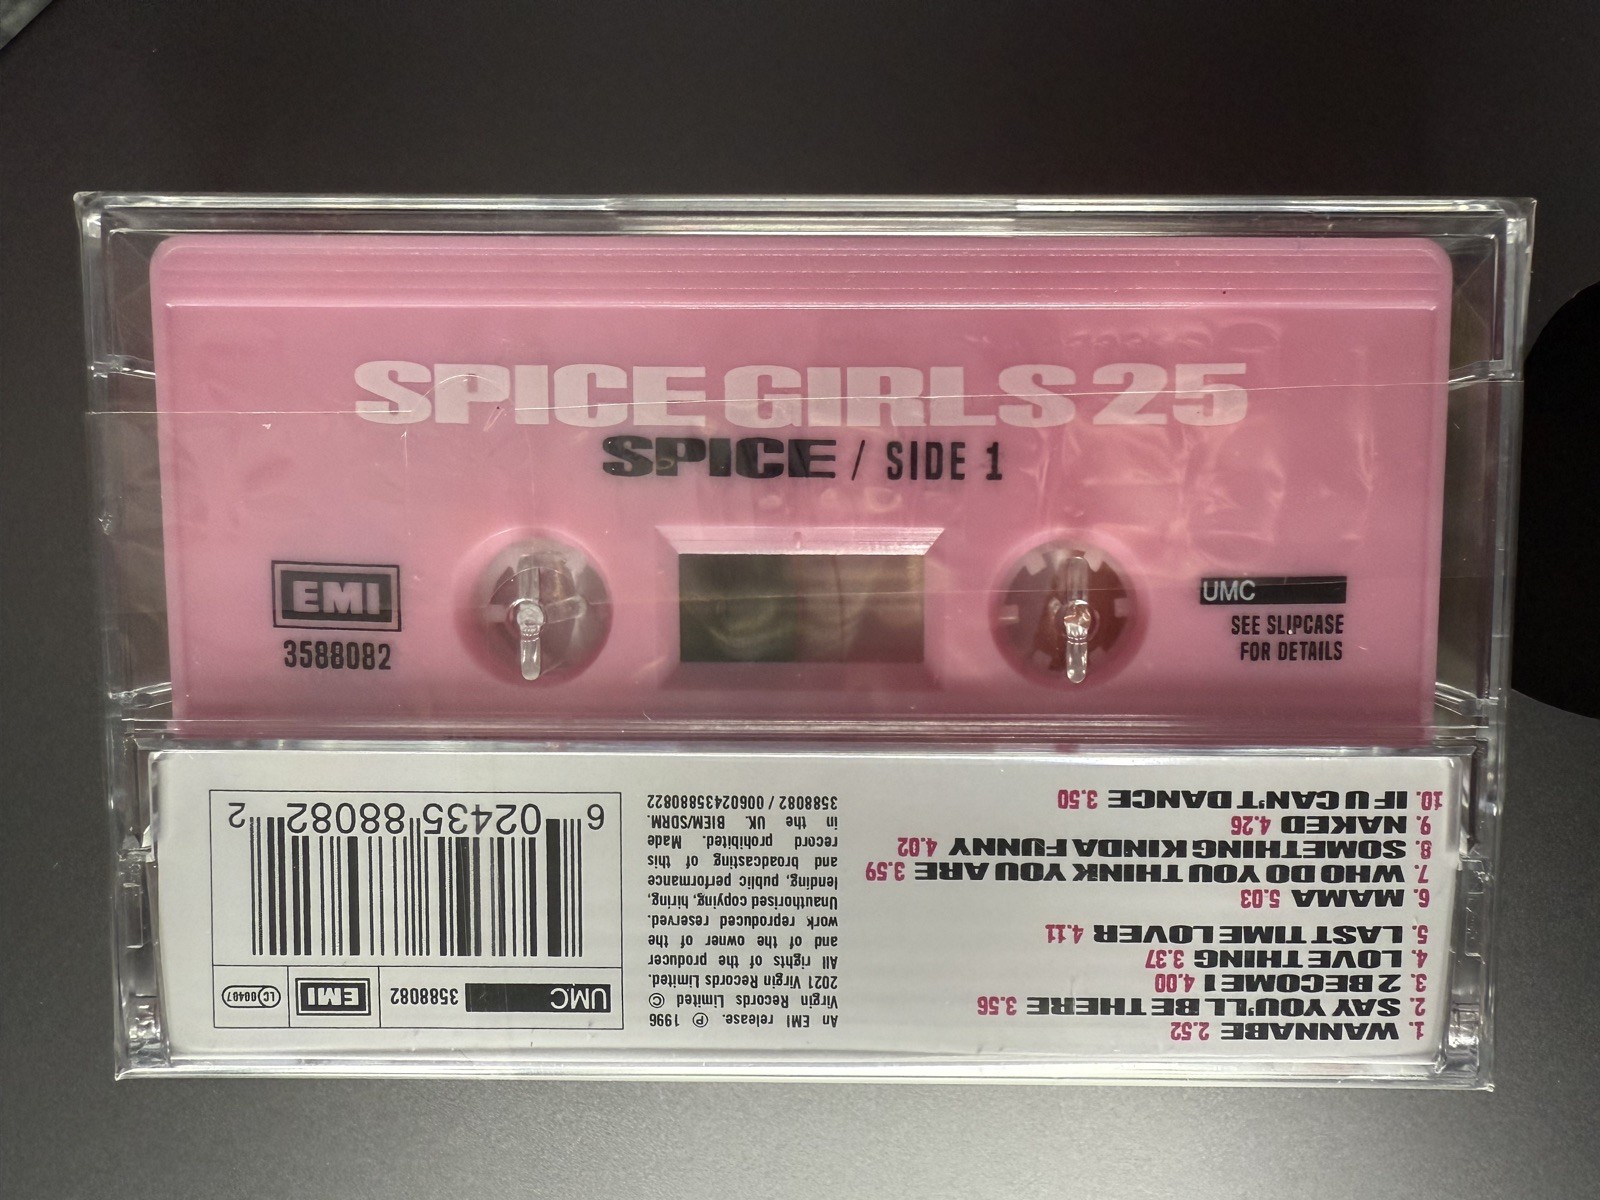 SPICE GIRLS 25
SPICE / SIDE 1
EMI
3588082
UMC
SEE SLIPCASE
FOR DETAILS
1. WANNABE 2.52
2. SAY YOU'LL BE THERE 3.56
3. 2 BECOME 1 4.00
4. LOVE THING 3.37
5. LAST TIME LOVER 4.11
6. MAMA 5.03
7. WHO DO YOU THINK YOU ARE 3.59
8. SOMETHING KINDA FUNNY 4.02
9. NAKED 4.26
10. IF U CAN'T DANCE 3.50
An EMI release. ℗ 1996
Virgin Records Limited ©
2021 Virgin Records Limited.
All rights of the producer
and of the owner of the
work reproduced reserved.
Unauthorised copying, hiring,
lending, public performance
and broadcasting of this
record prohibited. Made
in the UK. BIEM/SDRM.
3588082 / 00602435880822
UMC
3588082
EMI
LC 00407
6 02435 88082 2